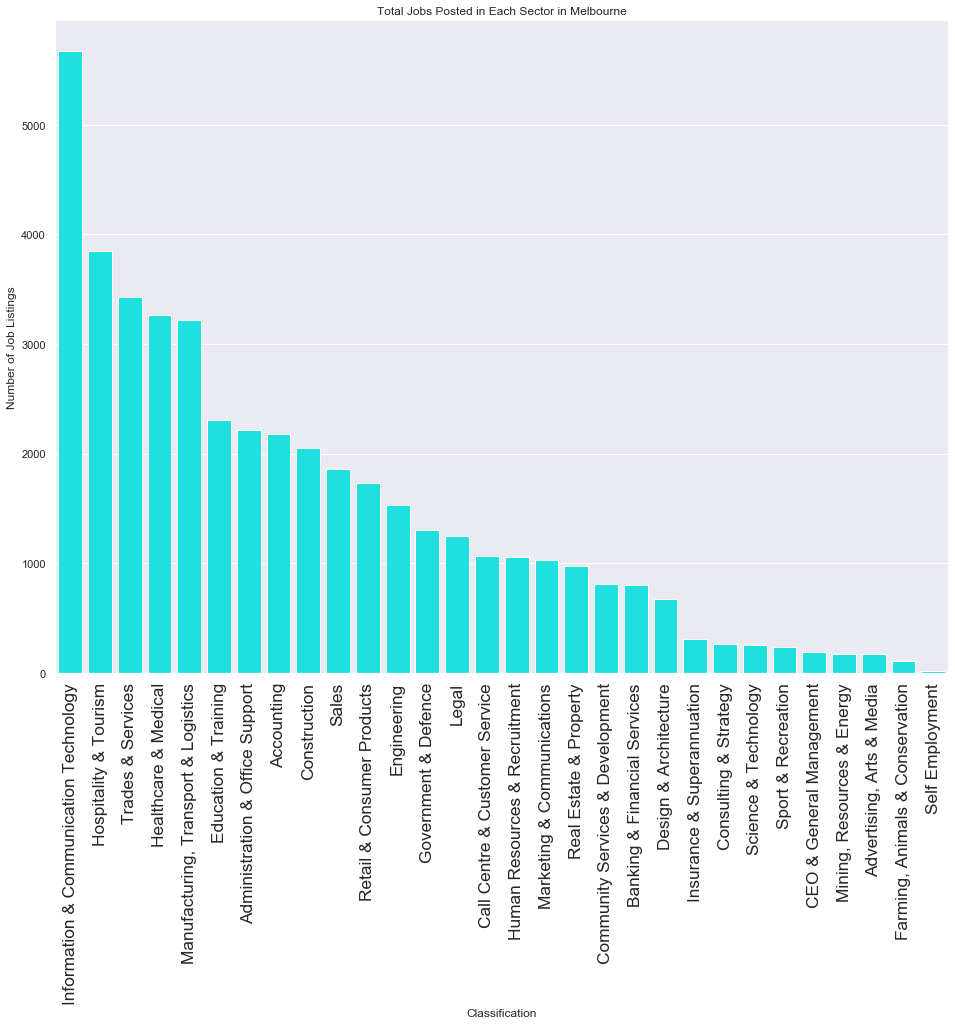 Total Jobs Posted in Each Sector in Melbourne
Number of Job Listings
5000
4000
3000
2000
1000
0
Information & Communication Technology
Hospitality & Tourism
Trades & Services
Healthcare & Medical
Manufacturing, Transport & Logistics
Education & Training
Administration & Office Support
Accounting
Construction
Sales
Retail & Consumer Products
Engineering
Government & Defence
Legal
Call Centre & Customer Service
Human Resources & Recruitment
Marketing & Communications
Real Estate & Property
Community Services & Development
Banking & Financial Services
Design & Architecture
Insurance & Superannuation
Consulting & Strategy
Science & Technology
Sport & Recreation
CEO & General Management
Mining, Resources & Energy
Advertising, Arts & Media
Farming, Animals & Conservation
Self Employment
Classification